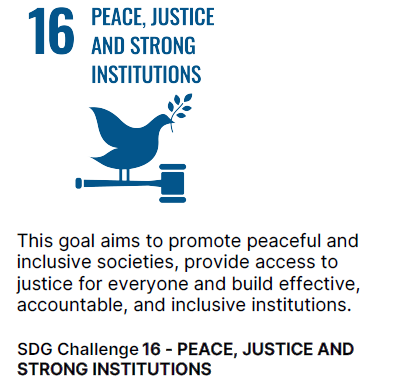 16 PEACE, JUSTICE
AND STRONG
INSTITUTIONS
This goal aims to promote peaceful and
inclusive societies, provide access to
justice for everyone and build effective,
accountable, and inclusive institutions.
SDG Challenge 16 - PEACE, JUSTICE AND
STRONG INSTITUTIONS